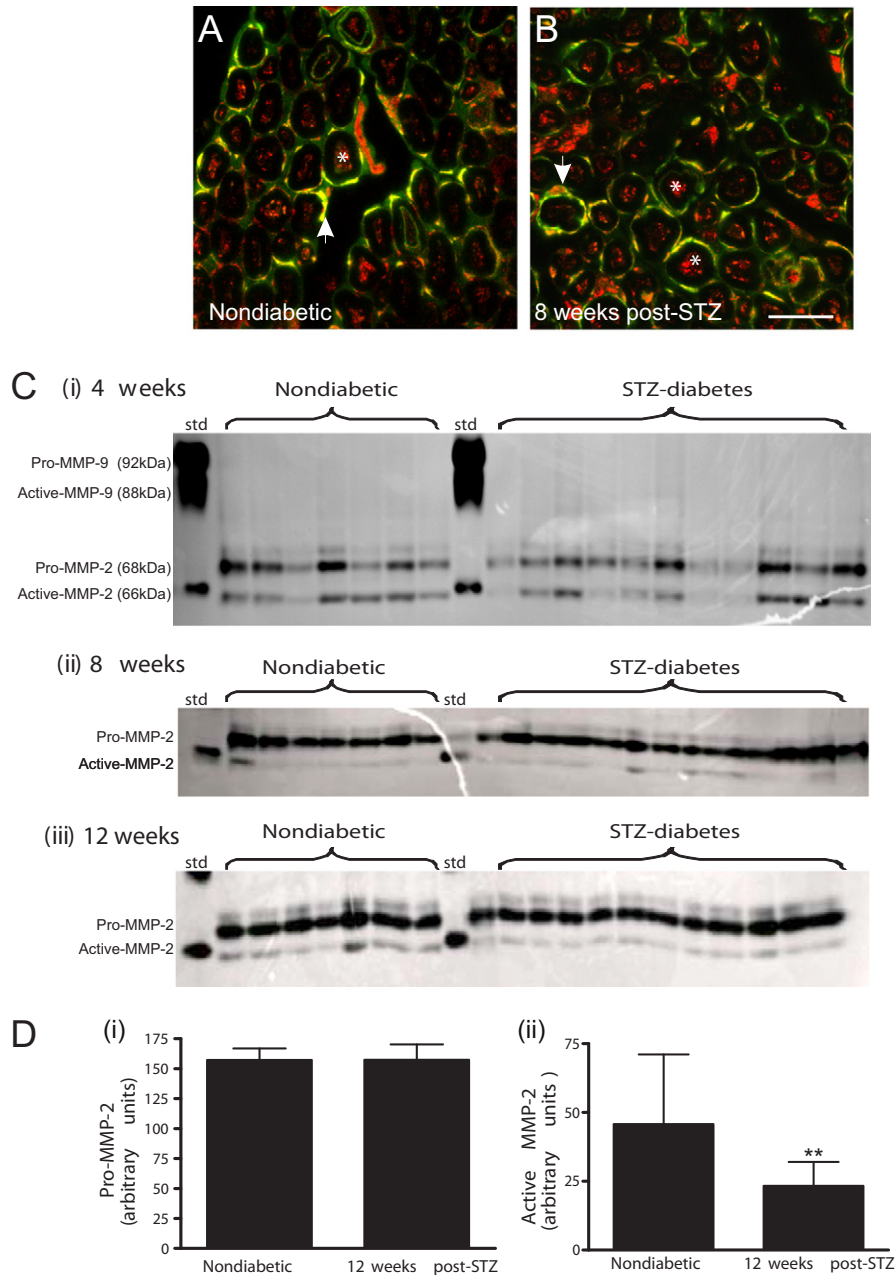 A
B
*
*
*
Nondiabetic
8 weeks post-STZ
C
(i) 4 weeks
Nondiabetic
STZ-diabetes
std
std
Pro-MMP-9 (92kDa)
Active-MMP-9 (88kDa)
Pro-MMP-2 (68kDa)
Active-MMP-2 (66kDa)
(ii) 8 weeks
Nondiabetic
STZ-diabetes
std
std
Pro-MMP-2
Active-MMP-2
(iii) 12 weeks
Nondiabetic
STZ-diabetes
std
std
Pro-MMP-2
Active-MMP-2
D
(i)
Pro-MMP-2
(arbitrary units)
175
150
125
100
75
50
25
0
Nondiabetic
12 weeks post-STZ
(ii)
Active MMP-2
(arbitrary units )
75
50
25
0
**
Nondiabetic
12 weeks post-STZ